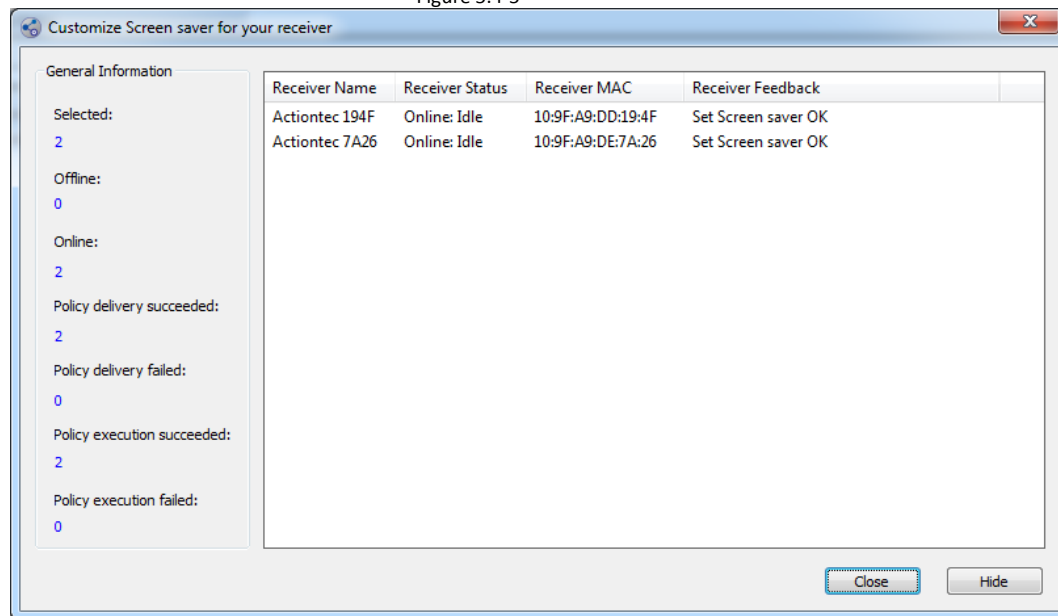 Customize Screen saver for your receiver
General Information
Selected:
2
Offline:
0
Online:
2
Policy delivery succeeded:
2
Policy delivery failed:
0
Policy execution succeeded:
2
Policy execution failed:
0
Receiver Name Receiver Status Receiver MAC Receiver Feedback
Actiontec 194F Online: Idle 10:9F:A9:DD:19:4F Set Screen saver OK
Actiontec 7A26 Online: Idle 10:9F:A9:DE:7A:26 Set Screen saver OK
Close Hide